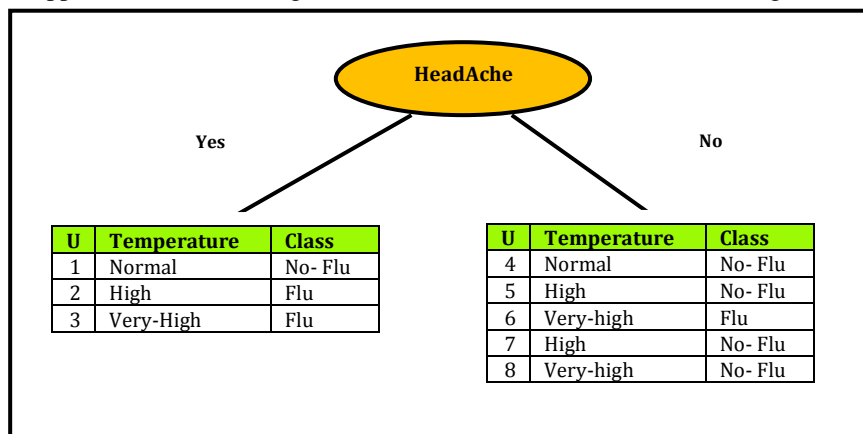 HeadAche
Yes
No
U Temperature Class
1 Normal No- Flu
2 High Flu
3 Very-High Flu
U Temperature Class
4 Normal No- Flu
5 High No- Flu
6 Very-high Flu
7 High No- Flu
8 Very-high No- Flu